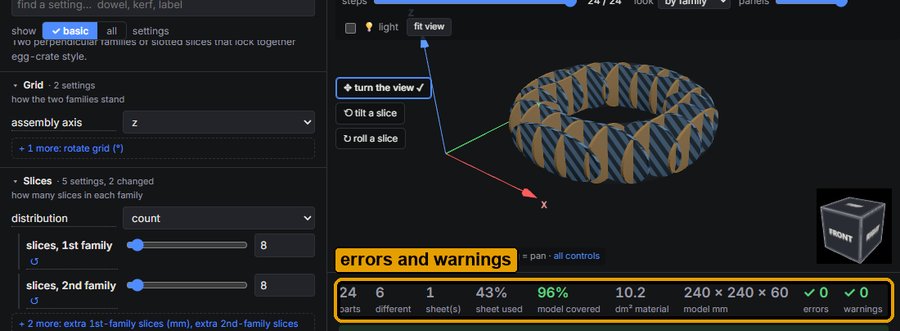 find a setting... dowel, kerf, label
show ✓ basic all settings
Two perpendicular families of slotted slices that lock together
egg-crate style.
Grid · 2 settings
how the two families stand
assembly axis z
+ 1 more: rotate grid (°)
Slices · 5 settings, 2 changed
how many slices in each family
distribution count
slices, 1st family 8
slices, 2nd family 8
+ 2 more: extra 1st-family slices (mm), extra 2nd-family slices
steps 24 / 24 look by family panels
light fit view
z
✥ turn the view ✓
tilt a slice
↻ roll a slice
x
FRONT
= pan · all controls
errors and warnings
24 6 1 43% 96% 10.2 240 × 240 × 60 ✓ 0 ✓ 0
parts different sheet(s) sheet used model covered dm² material model mm errors warnings